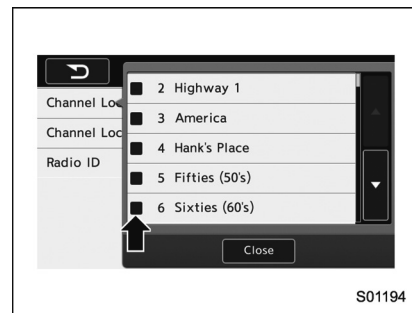 Channel Loc
Channel Loc
Radio ID
2 Highway 1
3 America
4 Hank's Place
5 Fifties (50's)
6 Sixties (60's)
Close
S01194